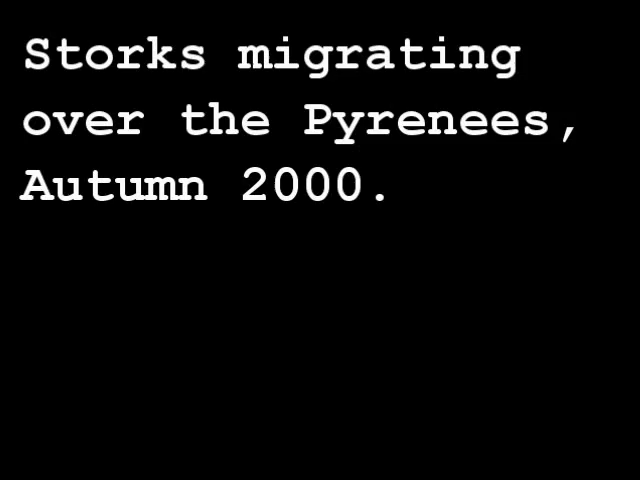 Storks migrating
over the Pyrenees,
Autumn 2000.